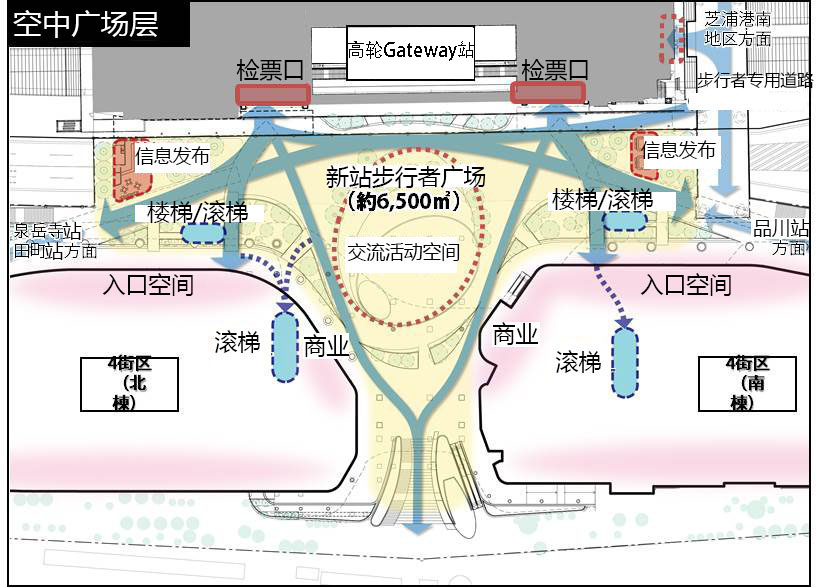 空中广场层
芝浦港南
地区方面
高轮Gateway站
检票口
检票口
步行者专用道路
信息发布
信息发布
新站步行者广场
（約6,500㎡）
楼梯/滚梯
楼梯/滚梯
泉岳寺站
田町站方面
交流活动空间
品川站
方面
入口空间
入口空间
滚梯
商业
商业
滚梯
4街区
（北
棟）
4街区
（南
棟）